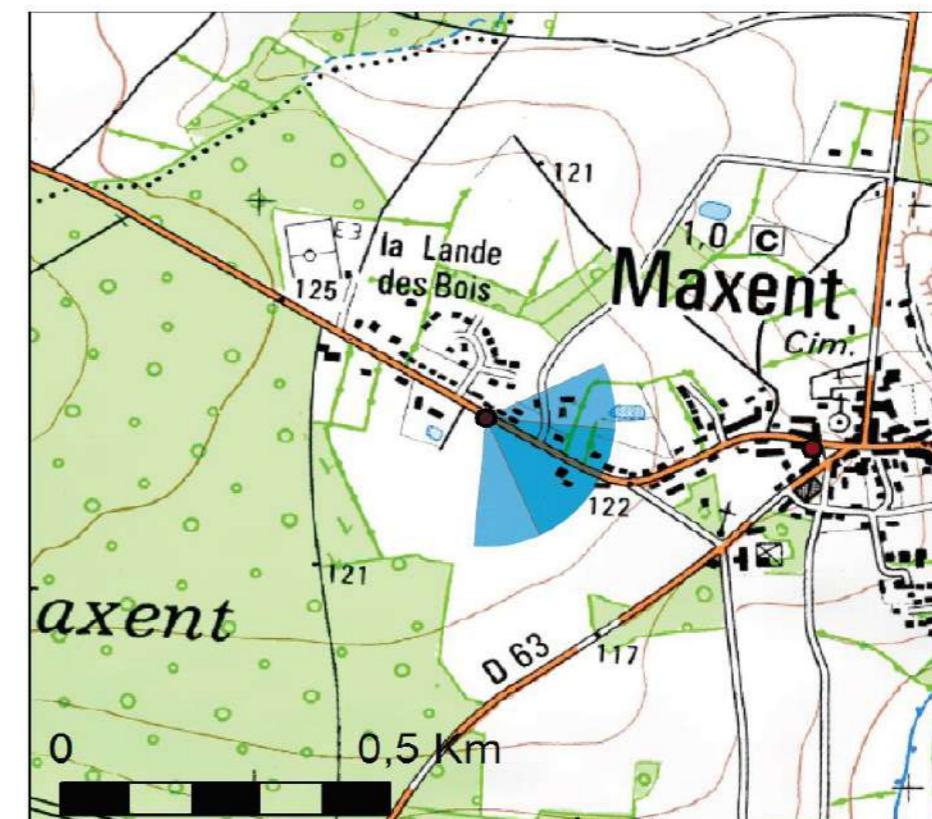 121
1,0 C
E 3
la Lande
des Bois
Maxent
125
Cim.
122
121
axent
D 63
117
0
0,5 Km